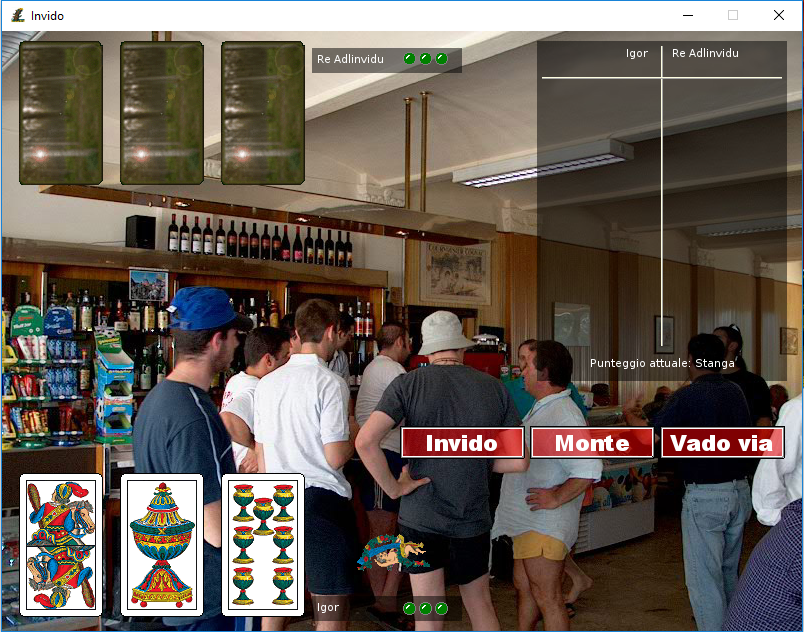 Invido
Re Adlinvidu
Igor Re Adlinvidu
Punteggio attuale: Stanga
Invido Monte Vado via
Igor